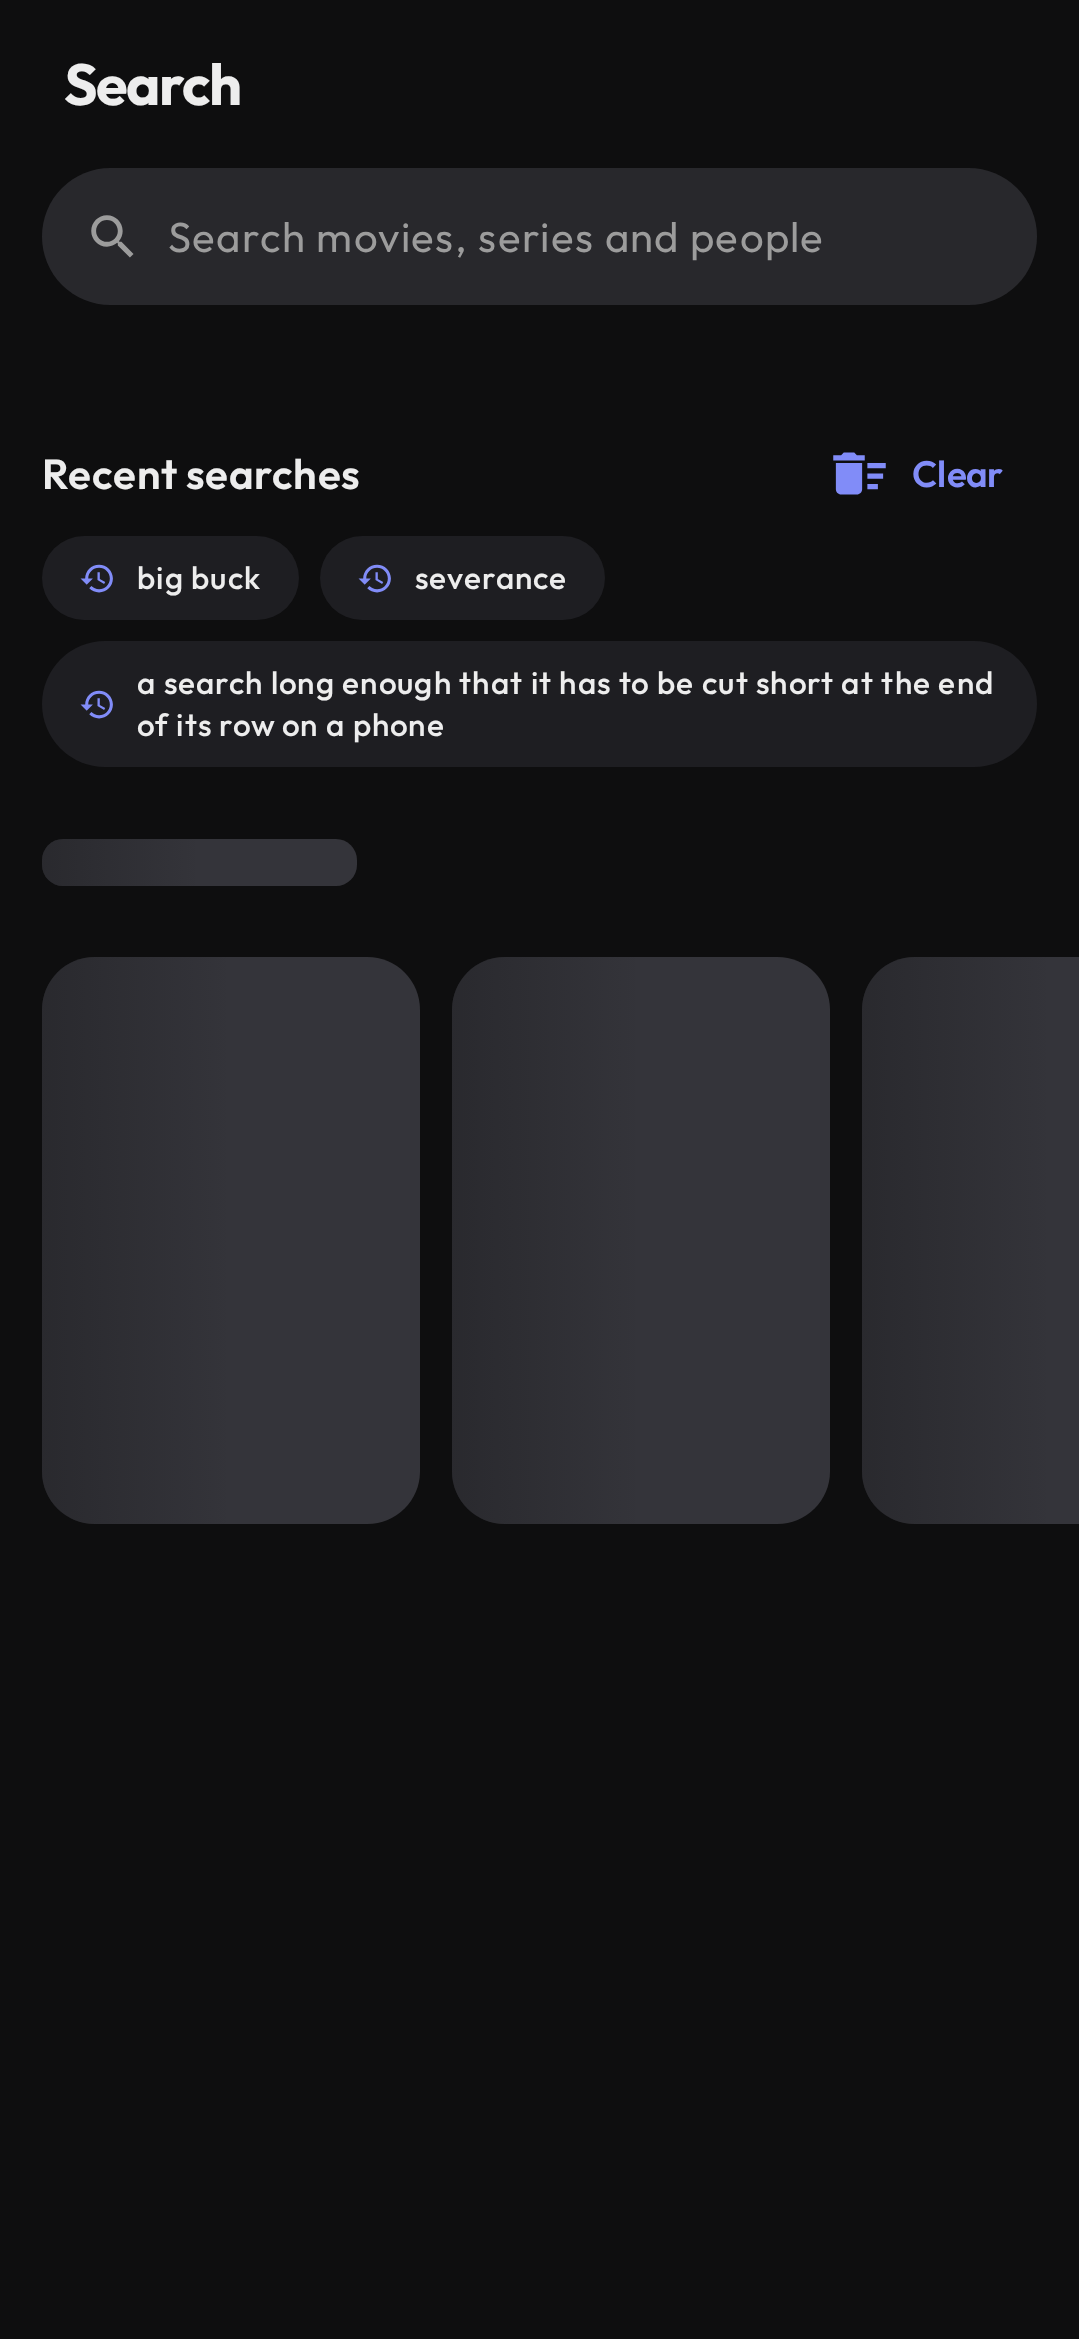 Search
Search movies, series and people
Recent searches
Clear
big buck
severance
a search long enough that it has to be cut short at the end
of its row on a phone